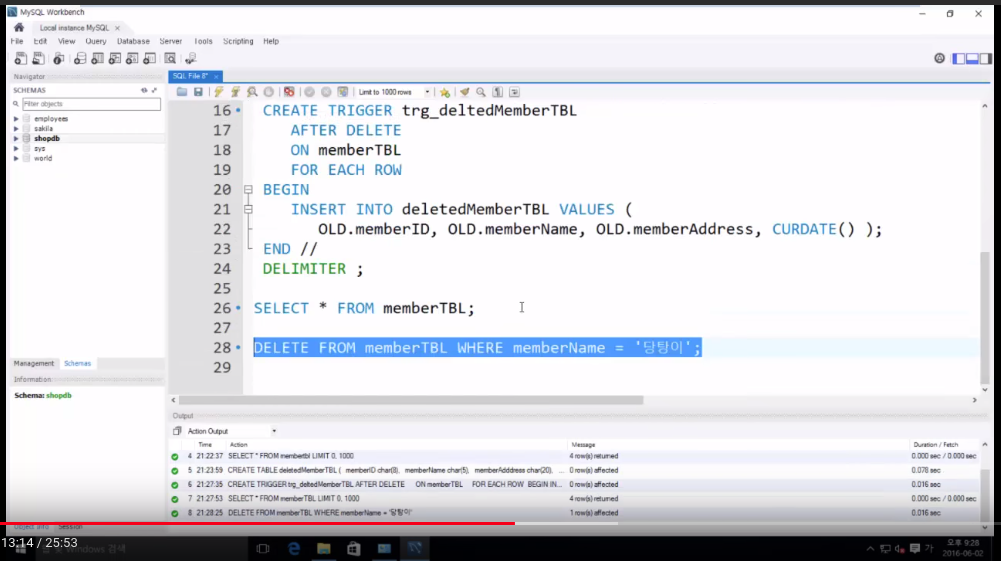 MySQL Workbench
Local instance MySQL ×
File Edit View Query Database Server Tools Scripting Help
Navigator
SCHEMAS
Filter objects
employees
sakila
shopdb
sys
world
Management Schemas
Information
Schema: shopdb
SQL File 8* ×
Limit to 1000 rows
16 CREATE TRIGGER trg_deltedMemberTBL
17 AFTER DELETE
18 ON memberTBL
19 FOR EACH ROW
20 BEGIN
21 INSERT INTO deletedMemberTBL VALUES (
22 OLD.memberID, OLD.memberName, OLD.memberAddress, CURDATE() );
23 END //
24 DELIMITER ;
25
26 SELECT * FROM memberTBL;
27
28 DELETE FROM memberTBL WHERE memberName = '당탕이';
29
Output
Action Output
Time Action Message Duration / Fetch
4 21:22:37 SELECT * FROM membertbl LIMIT 0, 1000 4 row(s) returned 0.000 sec / 0.000 sec
5 21:23:59 CREATE TABLE deletedMemberTBL ( memberID char(8), memberName char(5), memberAdddress char(20), ... 0 row(s) affected 0.078 sec
6 21:27:35 CREATE TRIGGER trg_deltedMemberTBL AFTER DELETE ON memberTBL FOR EACH ROW BEGIN IN... 0 row(s) affected 0.016 sec
7 21:27:53 SELECT * FROM memberTBL LIMIT 0, 1000 4 row(s) returned 0.000 sec / 0.000 sec
8 21:28:25 DELETE FROM memberTBL WHERE memberName = '당탕이' 1 row(s) affected 0.016 sec
Object Info Session
13:14 / 25:53
Windows 검색
가
오후 9:28
2016-06-02